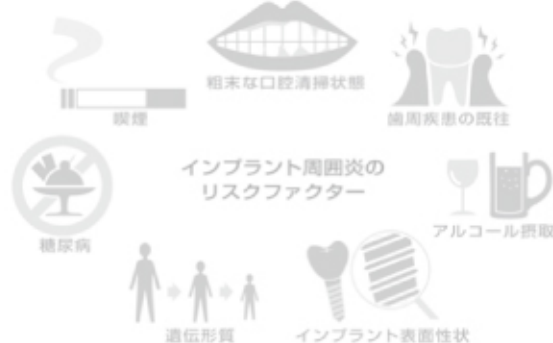 粗末な口腔清掃状態
喫煙
歯周疾患の既往
インプラント周囲炎の
リスクファクター
糖尿病
アルコール摂取
遺伝形質
インプラント表面性状